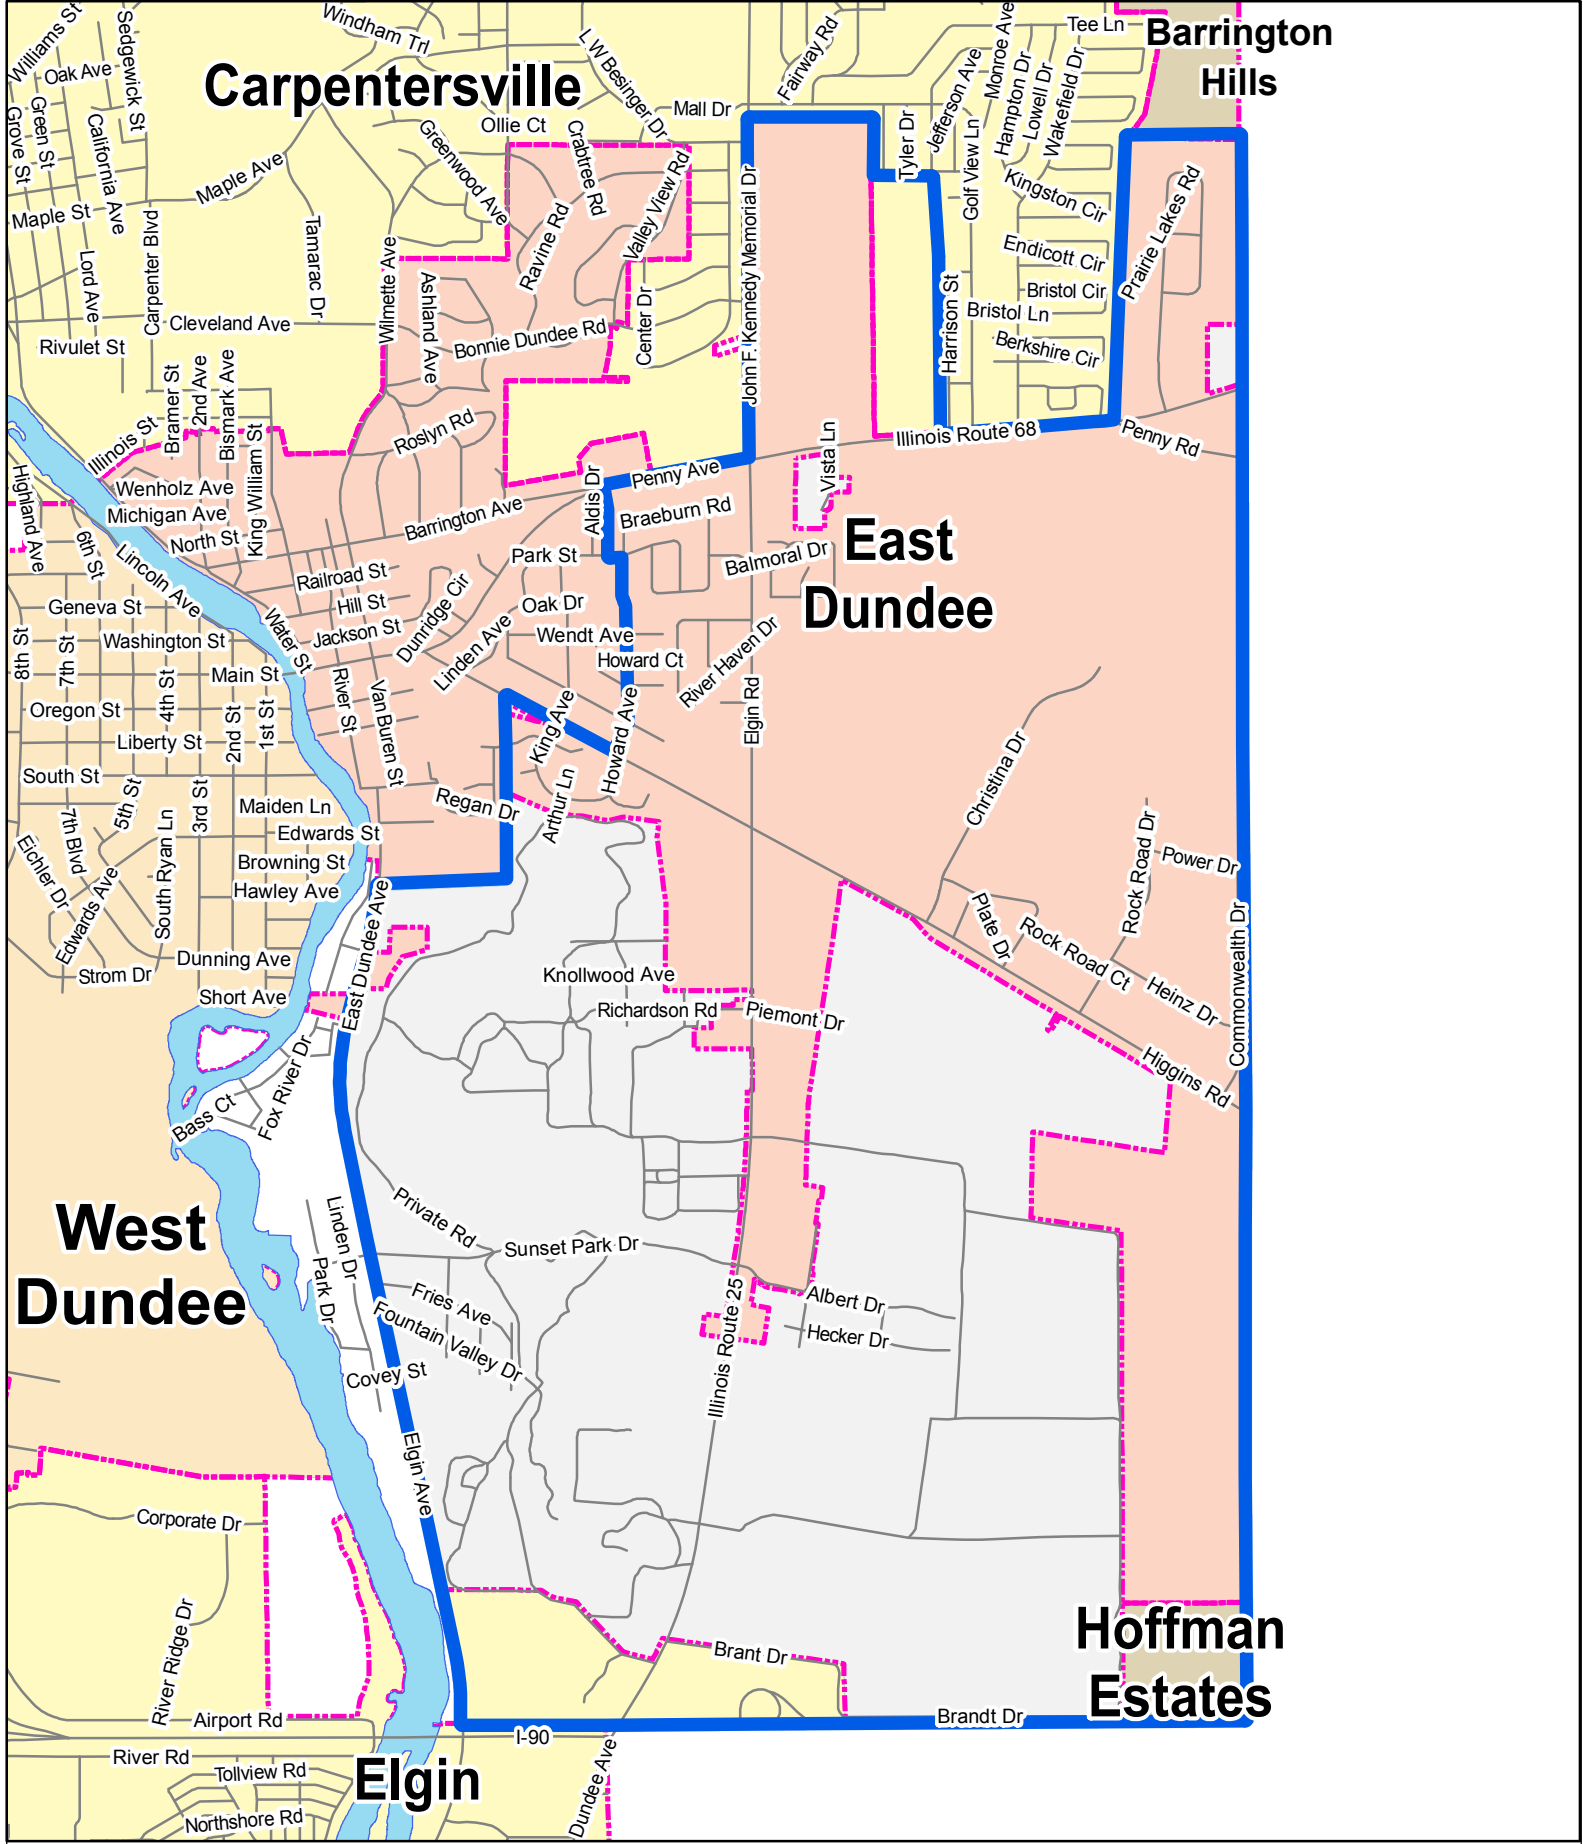 Williams St
Sedgewick St
Windham Trl
L W Besinger Dr
Fairway Rd
Tee Ln
Barrington
Hills
Oak Ave
Carpentersville
Monroe Ave
Jefferson Ave
Hampton Dr
Lowell Dr
Wakefield Dr
Mall Dr
Grove St
Green St
California Ave
Ollie Ct
Greenwood Ave
Crabtree Rd
Tyler Dr
Golf View Ln
Maple Ave
Kingston Cir
Maple St
Valley View Rd
Ravine Rd
John F. Kennedy Memorial Dr
Prairie Lakes Rd
Lord Ave
Carpenter Blvd
Tamarac Dr
Wilmette Ave
Ashland Ave
Endicott Cir
Bristol Cir
Bristol Ln
Harrison St
Cleveland Ave
Bonnie Dundee Rd
Center Dr
Rivulet St
Berkshire Cir
Bramer St
2nd Ave
Bismark Ave
King William St
Illinois St
Roslyn Rd
Illinois Route 68
Penny Rd
Penny Ave
Vista Ln
Highland Ave
Wenholz Ave
Michigan Ave
North St
Barrington Ave
Aldis Dr
Braeburn Rd
East
Dundee
6th St
Lincoln Ave
Park St
Balmoral Dr
Railroad St
Hill St
Jackson St
Dunridge Cir
Oak Dr
Geneva St
Washington St
Water St
Linden Ave
Wendt Ave
Howard Ct
River Haven Dr
8th St
7th St
Main St
4th St
2nd St
1st St
Oregon St
Liberty St
River St
Van Buren St
King Ave
Howard Ave
Elgin Rd
Christina Dr
South St
5th St
3rd St
Maiden Ln
Regan Dr
Arthur Ln
7th Blvd
South Ryan Ln
Edwards St
Eichler Dr
Browning St
Hawley Ave
Edwards Ave
Rock Road Dr
Power Dr
Plate Dr
Rock Road Ct
Commonwealth Dr
Heinz Dr
Strom Dr
Dunning Ave
Short Ave
East Dundee Ave
Knollwood Ave
Richardson Rd
Piemont Dr
Higgins Rd
Fox River Dr
Bass Ct
West
Dundee
Private Rd
Linden Dr
Park Dr
Sunset Park Dr
Fries Ave
Fountain Valley Dr
Albert Dr
Hecker Dr
Illinois Route 25
Covey St
Elgin Ave
Corporate Dr
River Ridge Dr
Hoffman
Estates
Brant Dr
Brandt Dr
Airport Rd
I-90
River Rd
Tollview Rd
Elgin
Dundee Ave
Northshore Rd